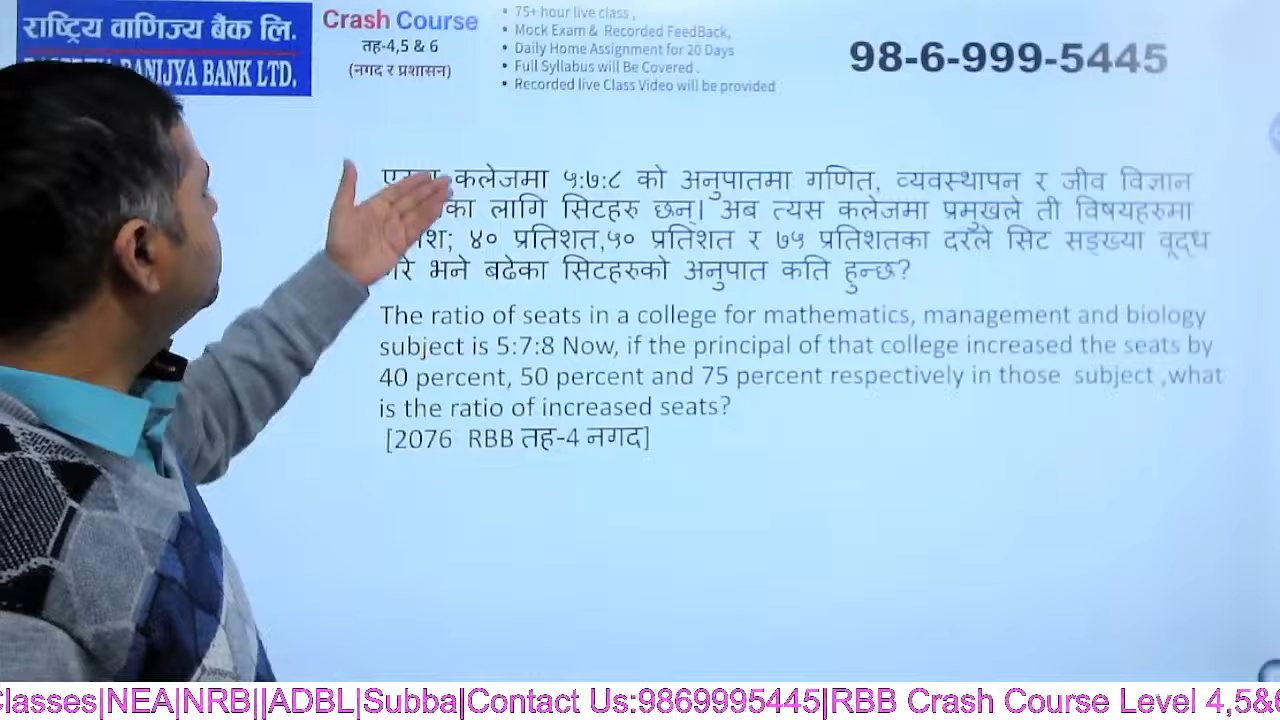 राष्ट्रिय वाणिज्य बैंक लि.
BANIJYA BANK LTD.
Crash Course
तह-4,5 & 6
(नगद र प्रशासन)
• 75+ hour live class ,
• Mock Exam & Recorded FeedBack,
• Daily Home Assignment for 20 Days
• Full Syllabus will Be Covered .
• Recorded live Class Video will be provided
98-6-999-5445
कलेजमा ५:७:८ को अनुपातमा गणित, व्यवस्थापन र जीव विज्ञान
लागि सिटहरु छन्। अब त्यस कलेजमा प्रमुखले ती विषयहरुमा
४० प्रतिशत,५० प्रतिशत र ७५ प्रतिशतका दरले सिट सङ्ख्या वृद्ध
भने बढेका सिटहरुको अनुपात कति हुन्छ?
The ratio of seats in a college for mathematics, management and biology
subject is 5:7:8 Now, if the principal of that college increased the seats by
40 percent, 50 percent and 75 percent respectively in those subject ,what
is the ratio of increased seats?
[2076 RBB तह-4 नगद]
Classes|NEA|NRB||ADBL|Subba|Contact Us:9869995445|RBB Crash Course Level 4,5&